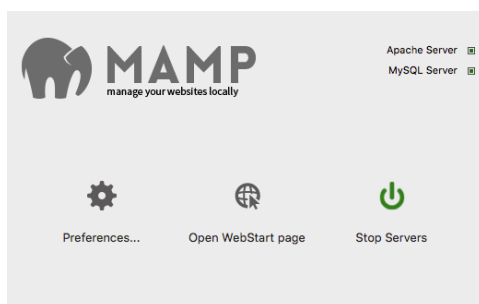 MAMP
manage your websites locally
Apache Server
MySQL Server
Preferences...
Open WebStart page
Stop Servers